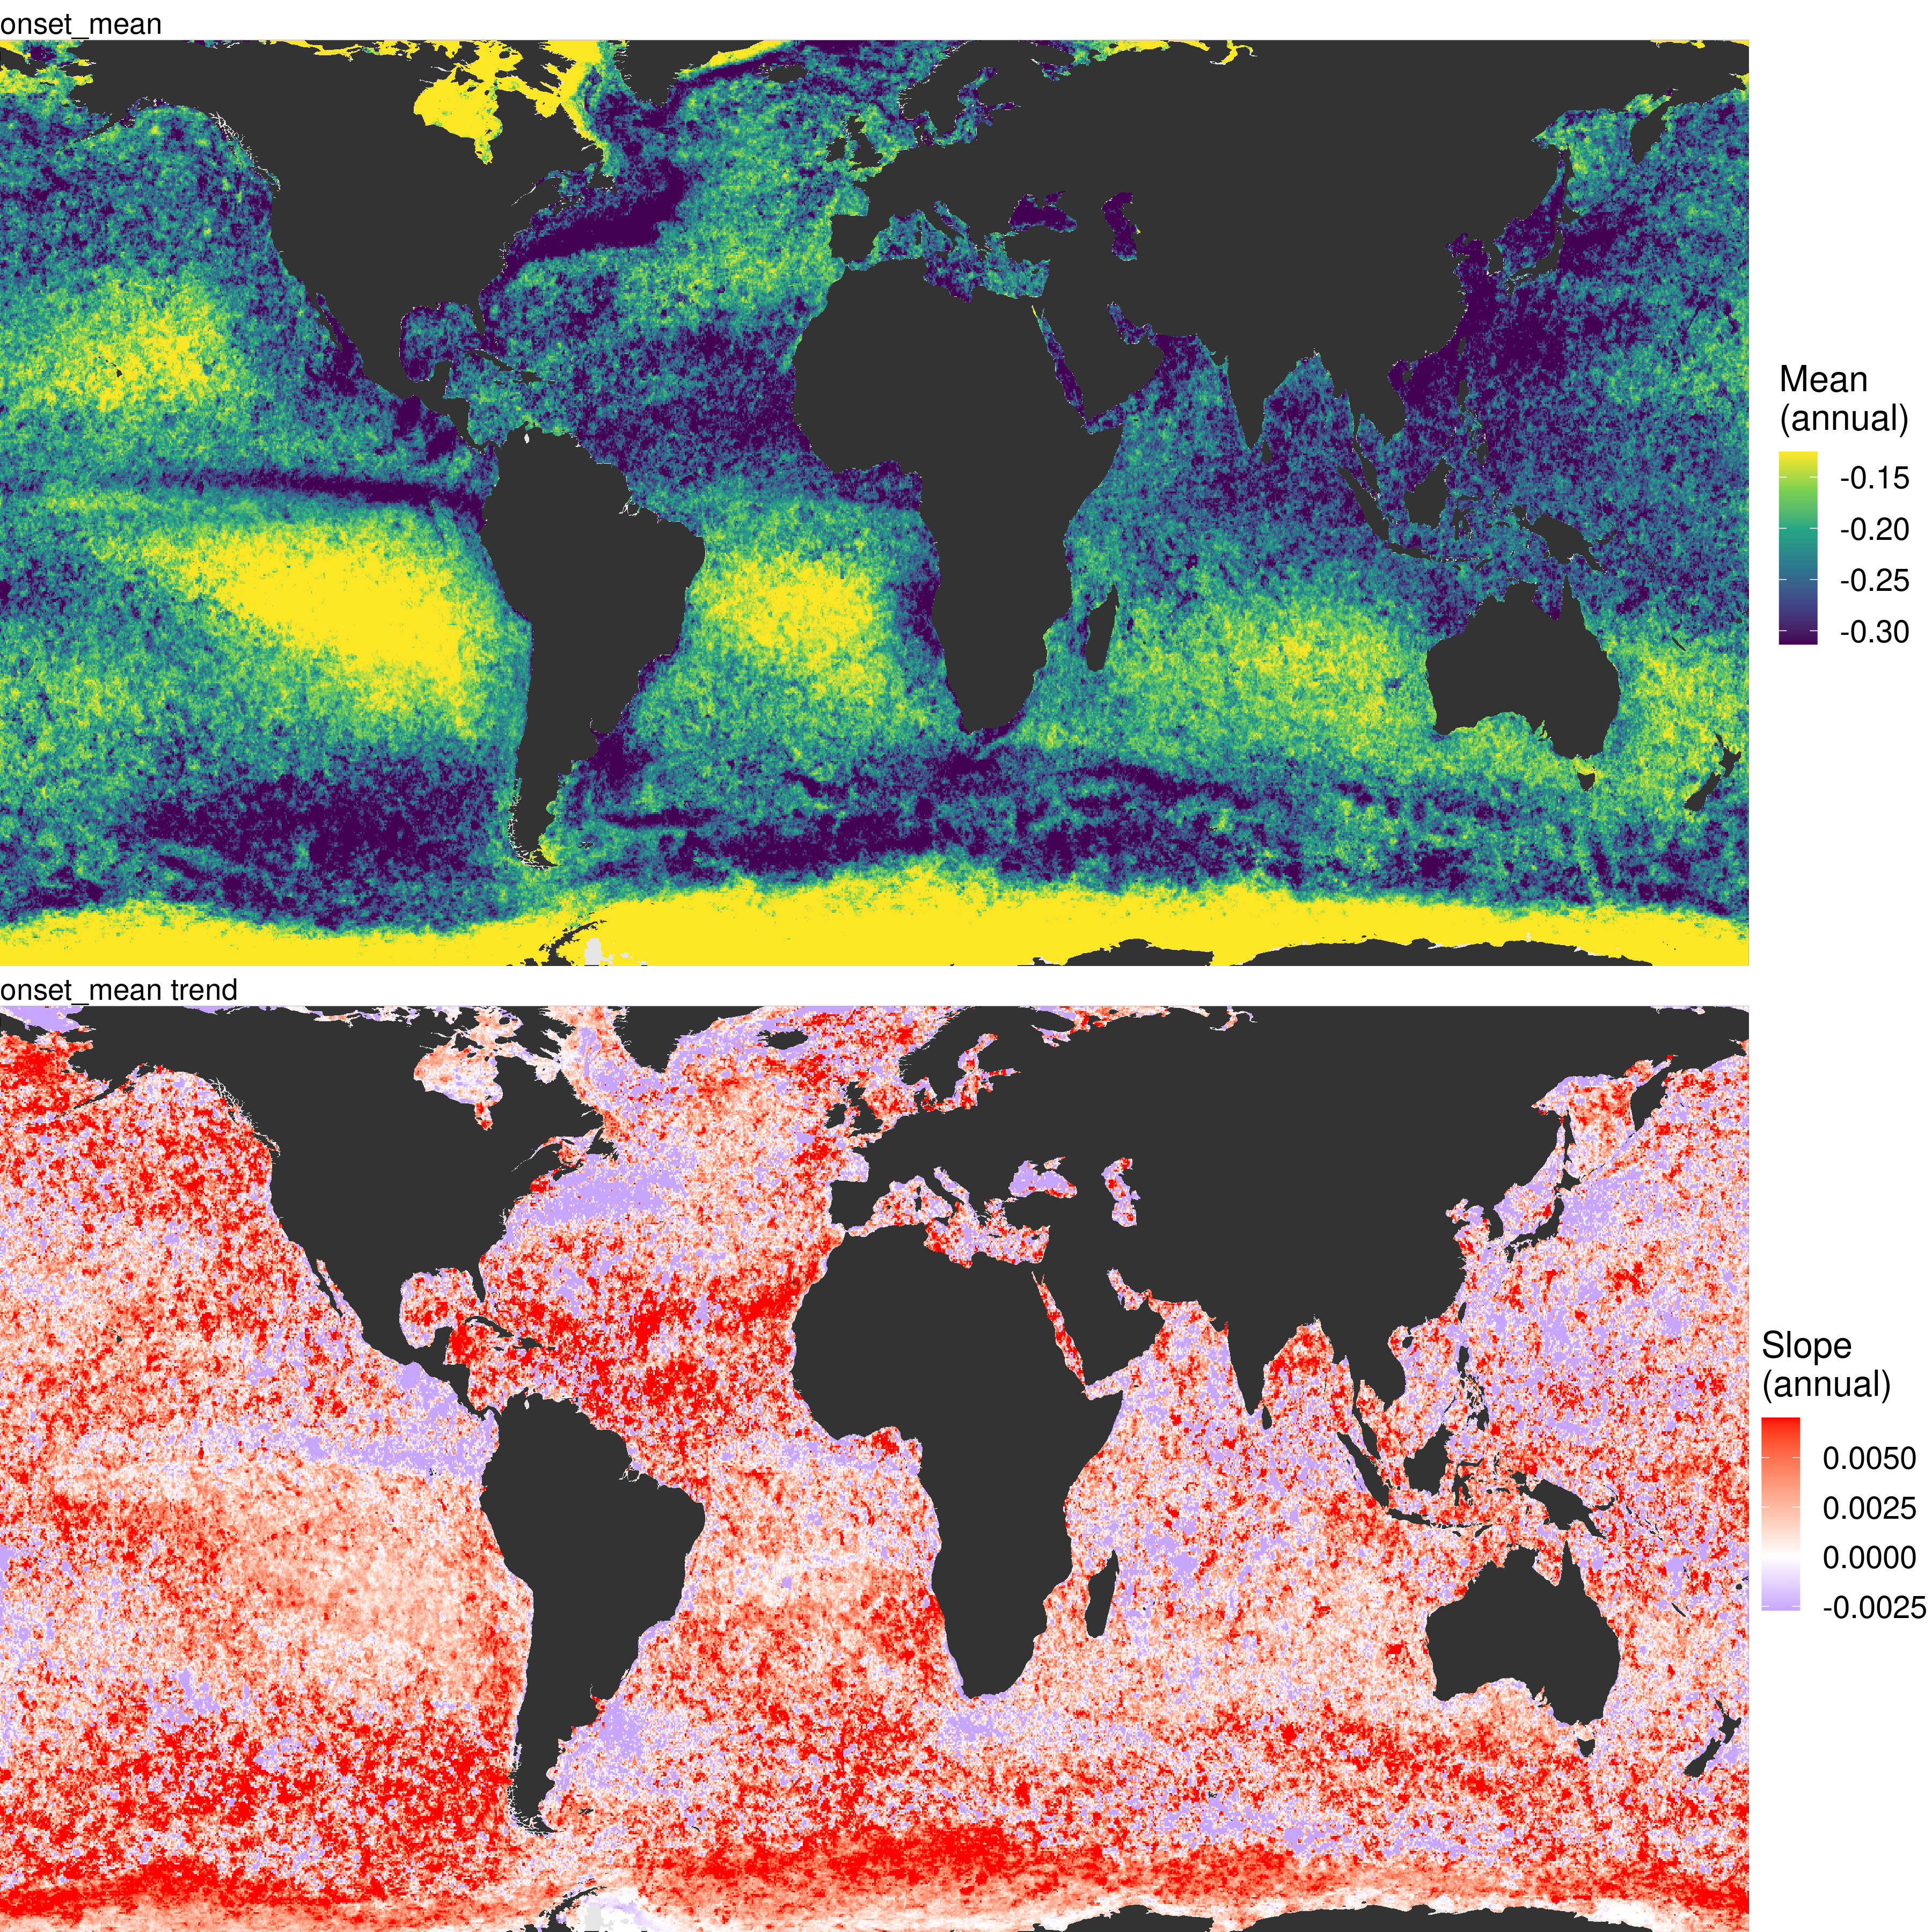 onset_mean
Mean
(annual)
-0.15
-0.20
-0.25
-0.30
onset_mean trend
Slope
(annual)
0.0050
0.0025
0.0000
-0.0025